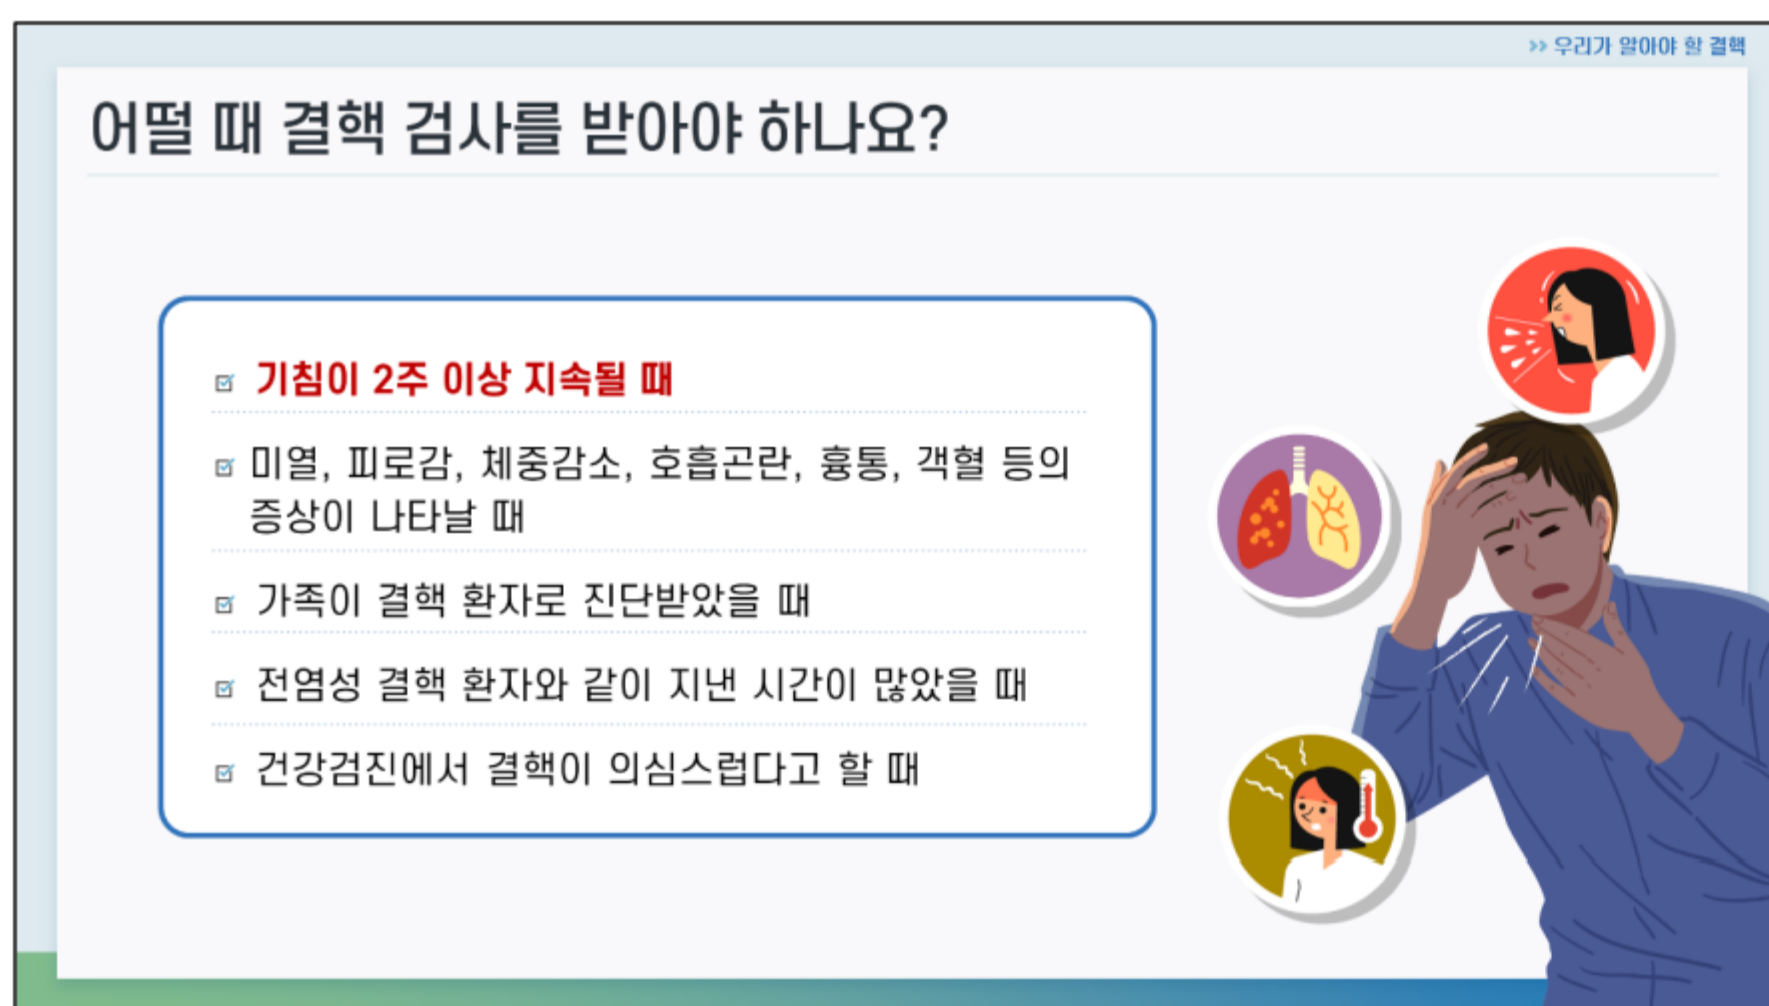 >> 우리가 알아야 할 결핵
어떨 때 결핵 검사를 받아야 하나요?
기침이 2주 이상 지속될 때
미열, 피로감, 체중감소, 호흡곤란, 흉통, 객혈 등의
증상이 나타날 때
가족이 결핵 환자로 진단받았을 때
전염성 결핵 환자와 같이 지낸 시간이 많았을 때
건강검진에서 결핵이 의심스럽다고 할 때